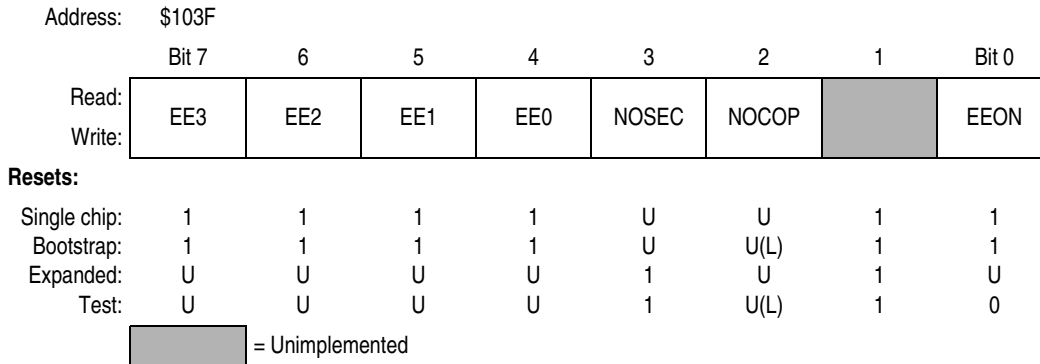 Address: $103F
Bit 7 6 5 4 3 2 1 Bit 0
Read:
EE3 EE2 EE1 EE0 NOSEC NOCOP EEON
Write:
Resets:
Single chip: 1 1 1 1 U U 1 1
Bootstrap: 1 1 1 1 U U(L) 1 1
Expanded: U U U U 1 U 1 U
Test: U U U U 1 U(L) 1 0
= Unimplemented